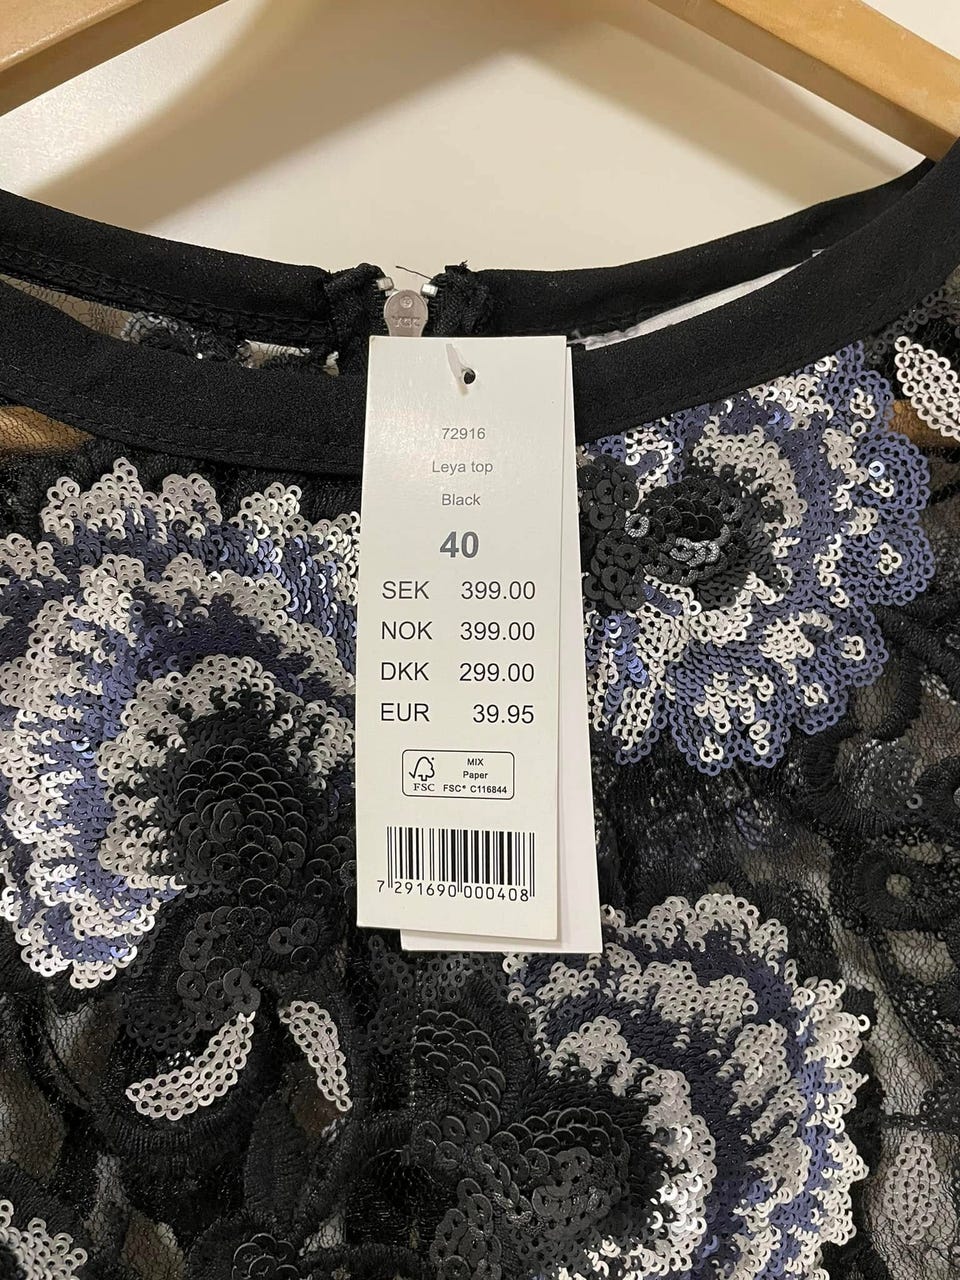 YGC
72916
Leya top
Black
40
SEK 399.00
NOK 399.00
DKK 299.00
EUR 39.95
FSC
MIX
Paper
FSC® C116844
7 291690 000408